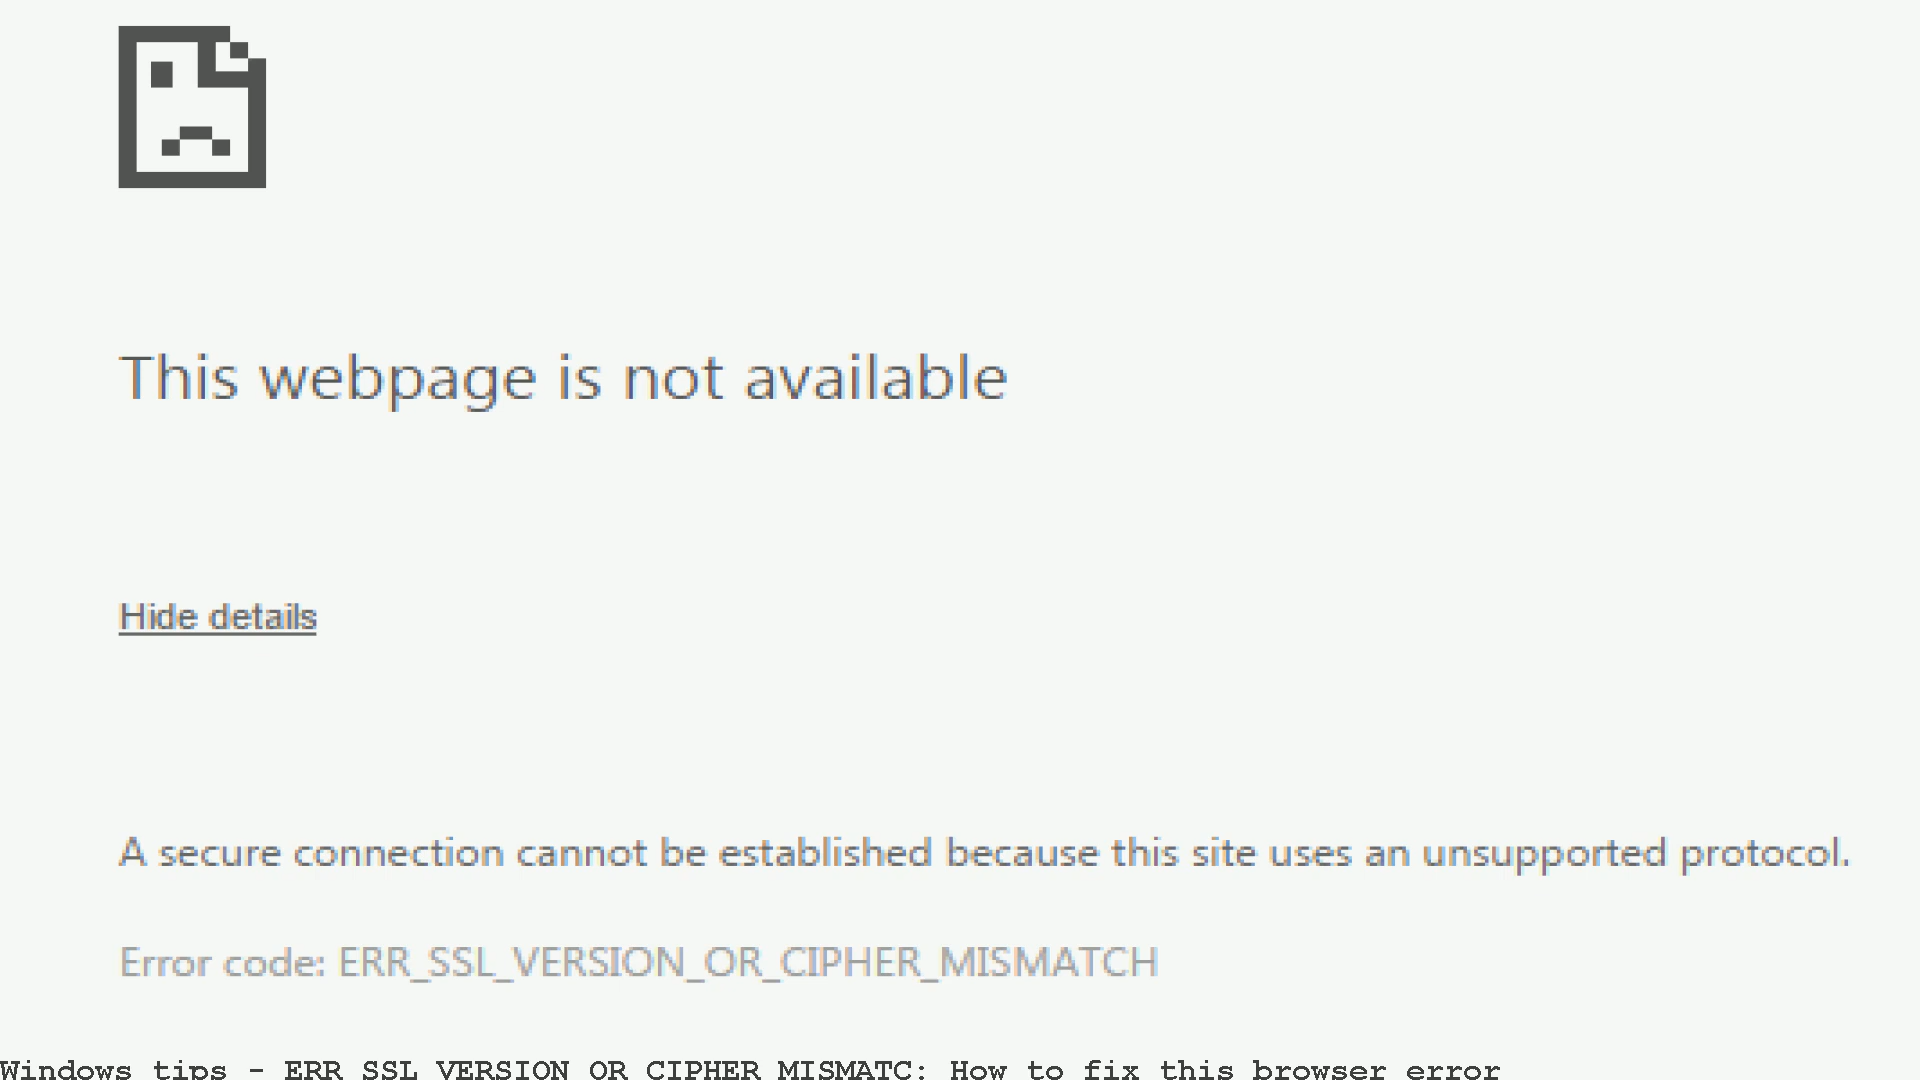 This webpage is not available
Hide details
A secure connection cannot be established because this site uses an unsupported protocol.
Error code: ERR_SSL_VERSION_OR_CIPHER_MISMATCH
Windows tips - ERR SSL VERSION OR CIPHER MISMATC: How to fix this browser error